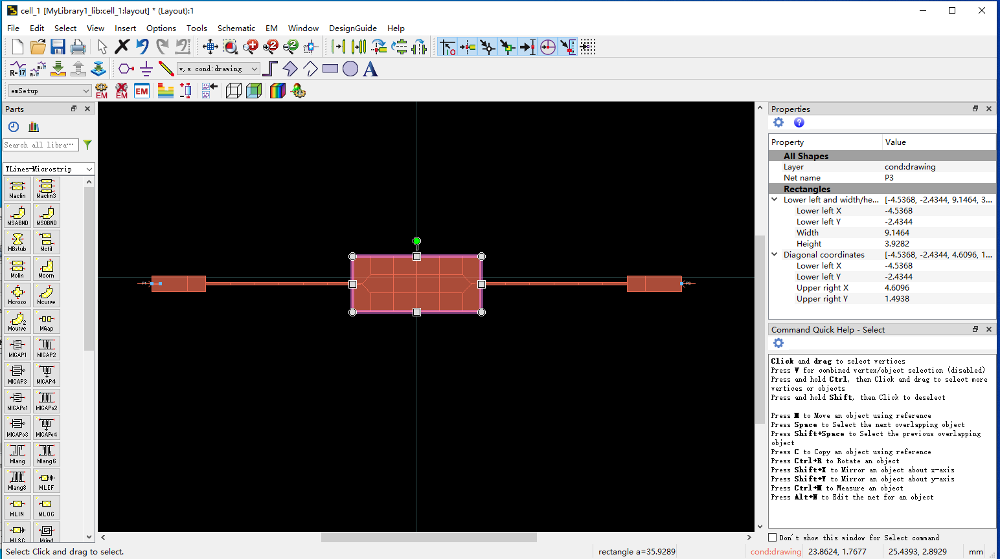 cell_1 [MyLibrary1_lib:cell_1:layout] * (Layout):1
File Edit Select View Insert Options Tools Schematic EM Window DesignGuide Help
v,s cond:drawing
emSetup
EM EM EM
Parts
Search all libra...
TLines-Microstrip
Maclin Maclin3
MSABND MSOBND
MBstub Mcfil
Mclin Mcorn
Mcroso Mcurve
Mcurve MGap
MICAP1 MICAP2
MICAP3 MICAP4
MICAPo1 MICAPo2
MICAPo3 MICAPo4
Mlang Mlang6
Mlang8 MLEF
MLIN MLOC
MLSC Mrind
P1
Properties
Property Value
All Shapes
Layer cond:drawing
Net name P3
Rectangles
Lower left and width/he... [-4.5368, -2.4344, 9.1464, 3...
Lower left X -4.5368
Lower left Y -2.4344
Width 9.1464
Height 3.9282
Diagonal coordinates [-4.5368, -2.4344, 4.6096, 1...
Lower left X -4.5368
Lower left Y -2.4344
Upper right X 4.6096
Upper right Y 1.4938
Command Quick Help - Select
Click and drag to select vertices
Press V for combined vertex/object selection (disabled)
Press and hold Ctrl, then Click and drag to select more
vertices or objects
Press and hold Shift, then Click to deselect
Press M to Move an object using reference
Press Space to Select the next overlapping object
Press Shift+Space to Select the previous overlapping
object
Press C to Copy an object using reference
Press Ctrl+R to Rotate an object
Press Shift+X to Mirror an object about x-axis
Press Shift+Y to Mirror an object about y-axis
Press Ctrl+M to Measure an object
Press Alt+N to Edit the net for an object
Don't show this window for Select command
Select: Click and drag to select. rectangle a=35.9289 cond:drawing 23.8624, 1.7677 25.4393, 2.8929 mm